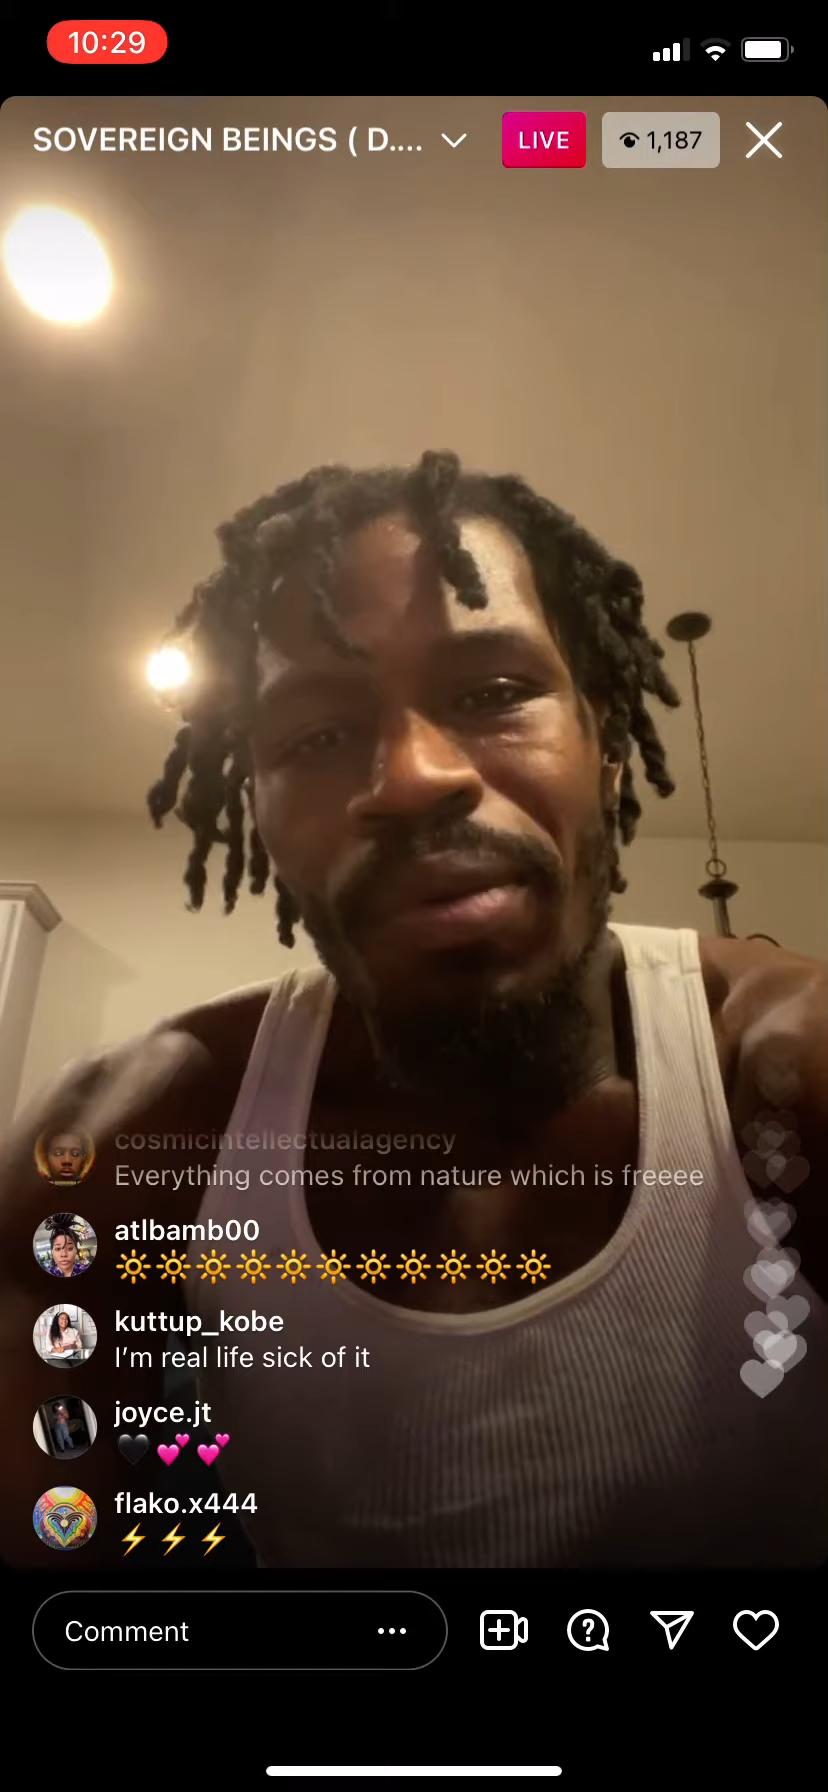 10:29
SOVEREIGN BEINGS ( D....
LIVE
1,187
cosmicintellectualagency
Everything comes from nature which is freeee
atlbamb00
🔆🔆🔆🔆🔆🔆🔆🔆🔆🔆🔆
kuttup_kobe
I’m real life sick of it
joyce.jt
🖤💕💕
flako.x444
⚡⚡⚡
Comment